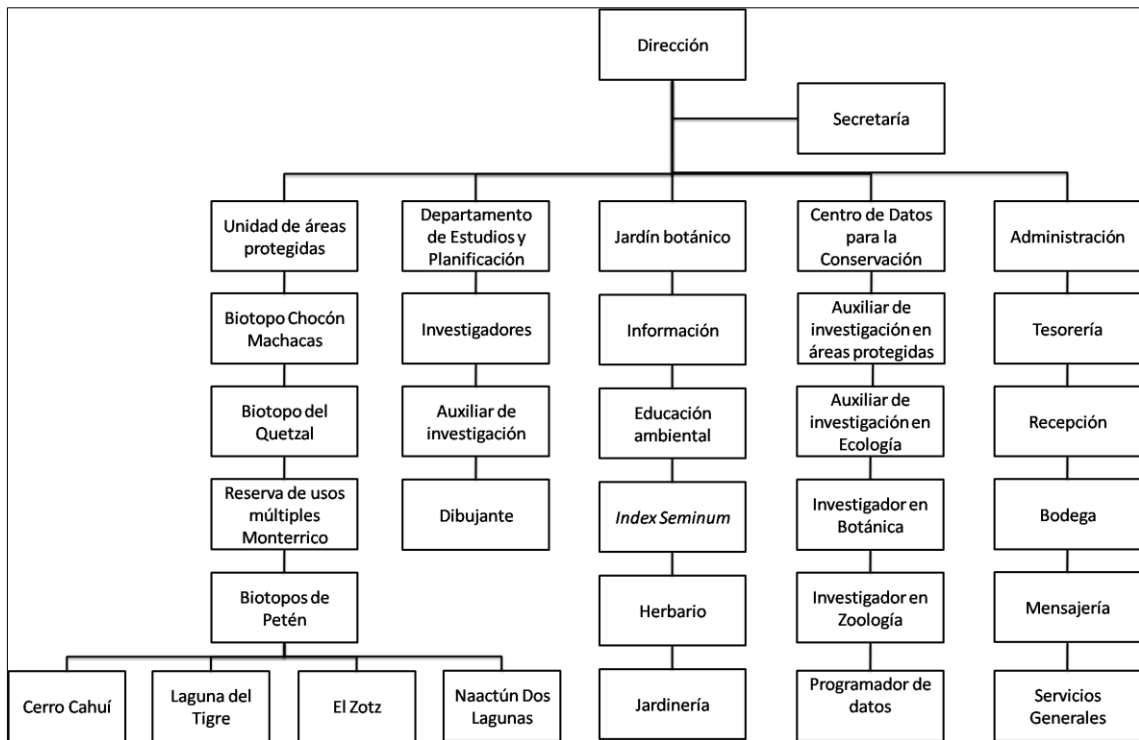 Dirección
Secretaría
Unidad de áreas
protegidas
Departamento
de Estudios y
Planificación
Jardín botánico
Centro de Datos
para la
Conservación
Administración
Biotopo Chocón
Machacas
Investigadores
Información
Auxiliar de
investigación en
áreas protegidas
Tesorería
Biotopo del
Quetzal
Auxiliar de
investigación
Educación
ambiental
Auxiliar de
investigación en
Ecología
Recepción
Reserva de usos
múltiples
Monterrico
Dibujante
Index Seminum
Investigador en
Botánica
Bodega
Biotopos de
Petén
Herbario
Investigador en
Zoología
Mensajería
Cerro Cahuí
Laguna del
Tigre
El Zotz
Naactún Dos
Lagunas
Jardinería
Programador de
datos
Servicios
Generales